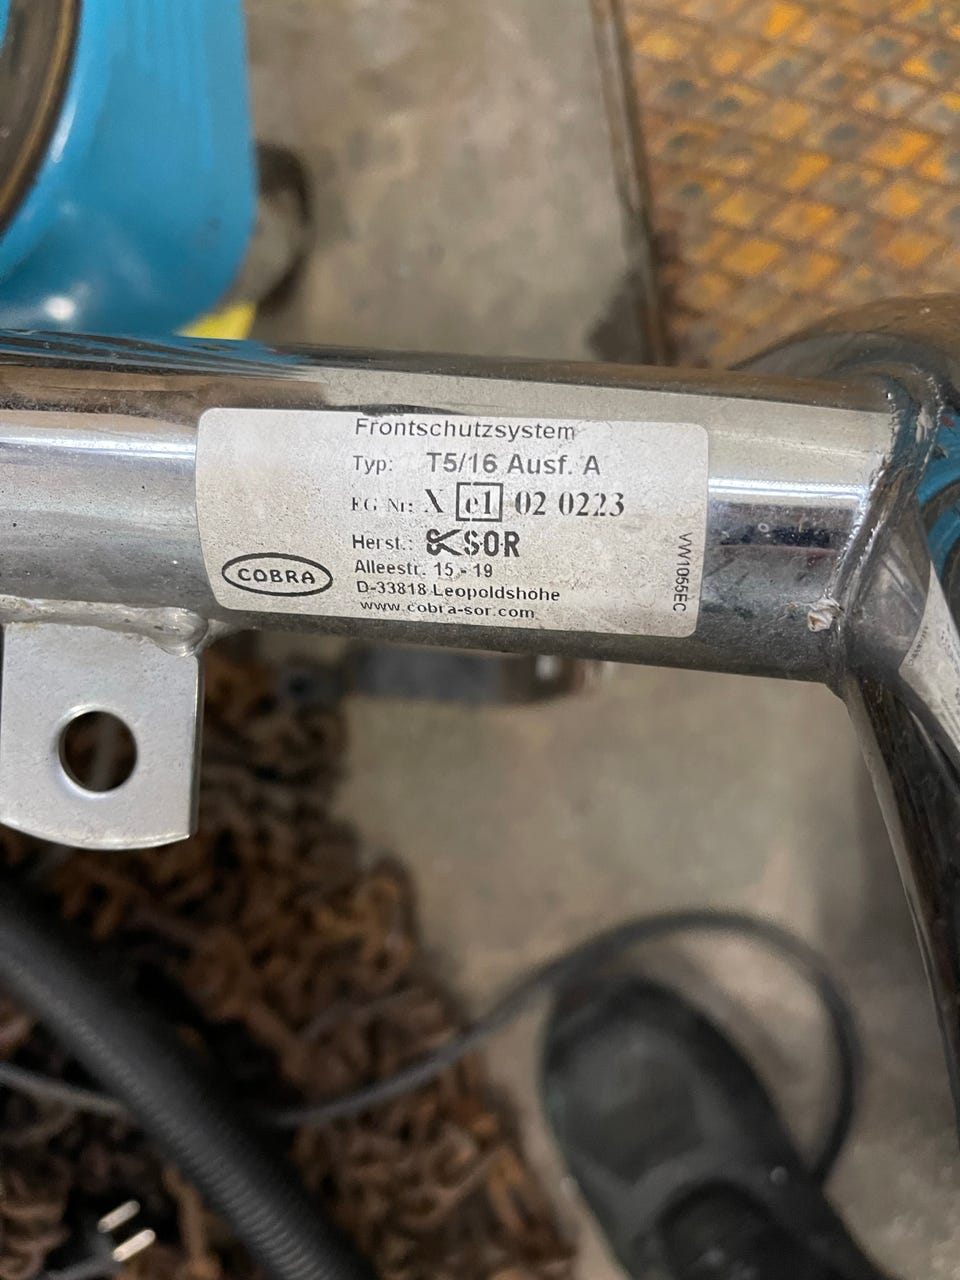 Frontschutzsystem
Typ: T5/16 Ausf. A
EG Nr: X e1 02 0223
Herst.: SOR
Alleestr. 15 - 19
D-33818 Leopoldshöhe
www.cobra-sor.com
COBRA
VW1055EC